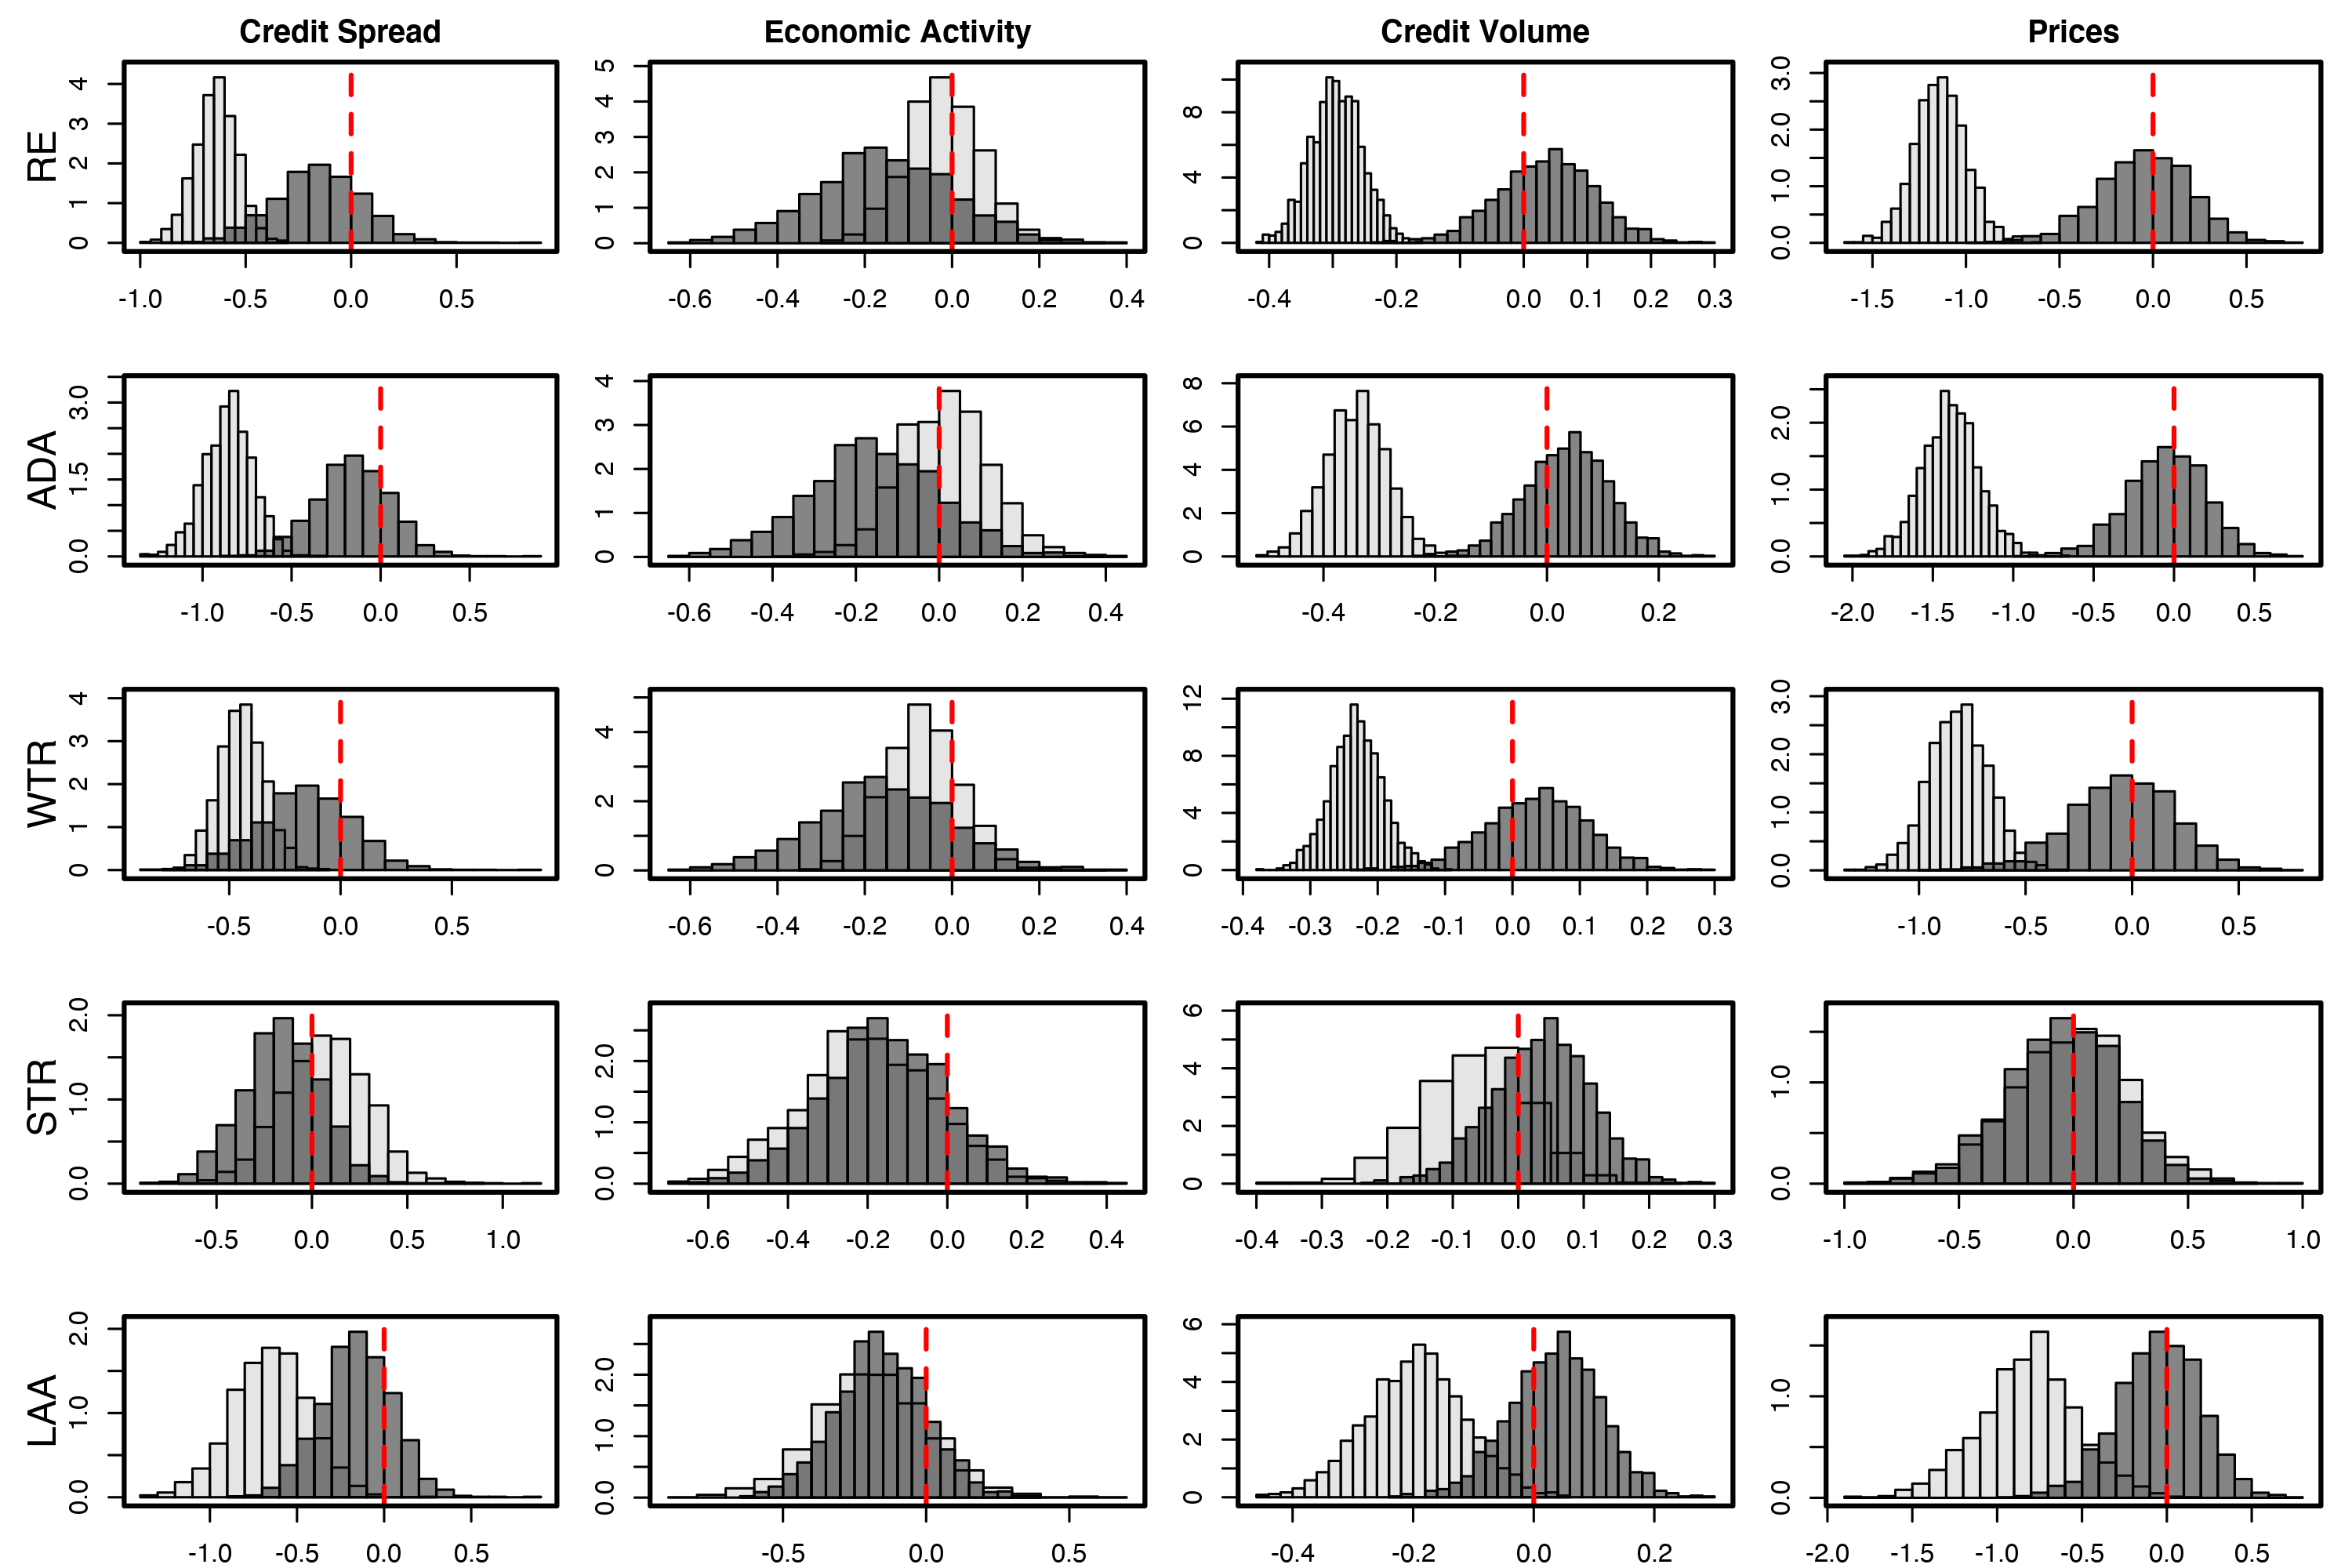 Credit Spread Economic Activity Credit Volume Prices
RE
0 1 2 3 4
-1.0 -0.5 0.0 0.5
0 1 2 3 4 5
-0.6 -0.4 -0.2 0.0 0.2 0.4
0 4 8
-0.4 -0.2 0.0 0.1 0.2 0.3
0.0 1.0 2.0 3.0
-1.5 -1.0 -0.5 0.0 0.5
ADA
0.0 1.5 3.0
-1.0 -0.5 0.0 0.5
0 1 2 3 4
-0.6 -0.4 -0.2 0.0 0.2 0.4
0 2 4 6 8
-0.4 -0.2 0.0 0.2
0.0 1.0 2.0
-2.0 -1.5 -1.0 -0.5 0.0 0.5
WTR
0 1 2 3 4
-0.5 0.0 0.5
0 2 4
-0.6 -0.4 -0.2 0.0 0.2 0.4
0 4 8 12
-0.4 -0.3 -0.2 -0.1 0.0 0.1 0.2 0.3
0.0 1.0 2.0 3.0
-1.0 -0.5 0.0 0.5
STR
0.0 1.0 2.0
-0.5 0.0 0.5 1.0
0.0 1.0 2.0
-0.6 -0.4 -0.2 0.0 0.2 0.4
0 2 4 6
-0.4 -0.3 -0.2 -0.1 0.0 0.1 0.2 0.3
0.0 1.0
-1.0 -0.5 0.0 0.5 1.0
LAA
0.0 1.0 2.0
-1.0 -0.5 0.0 0.5
0.0 1.0 2.0
-0.5 0.0 0.5
0 2 4 6
-0.4 -0.2 0.0 0.2
0.0 1.0
-2.0 -1.5 -1.0 -0.5 0.0 0.5